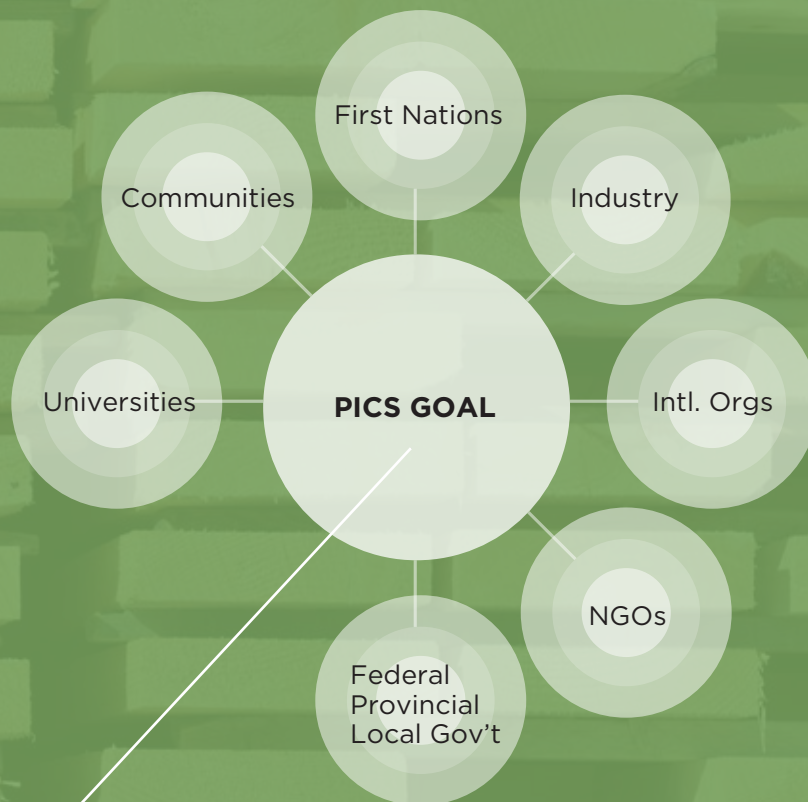 First Nations
Communities
Industry
Universities
PICS GOAL
Intl. Orgs
NGOs
Federal
Provincial
Local Gov’t